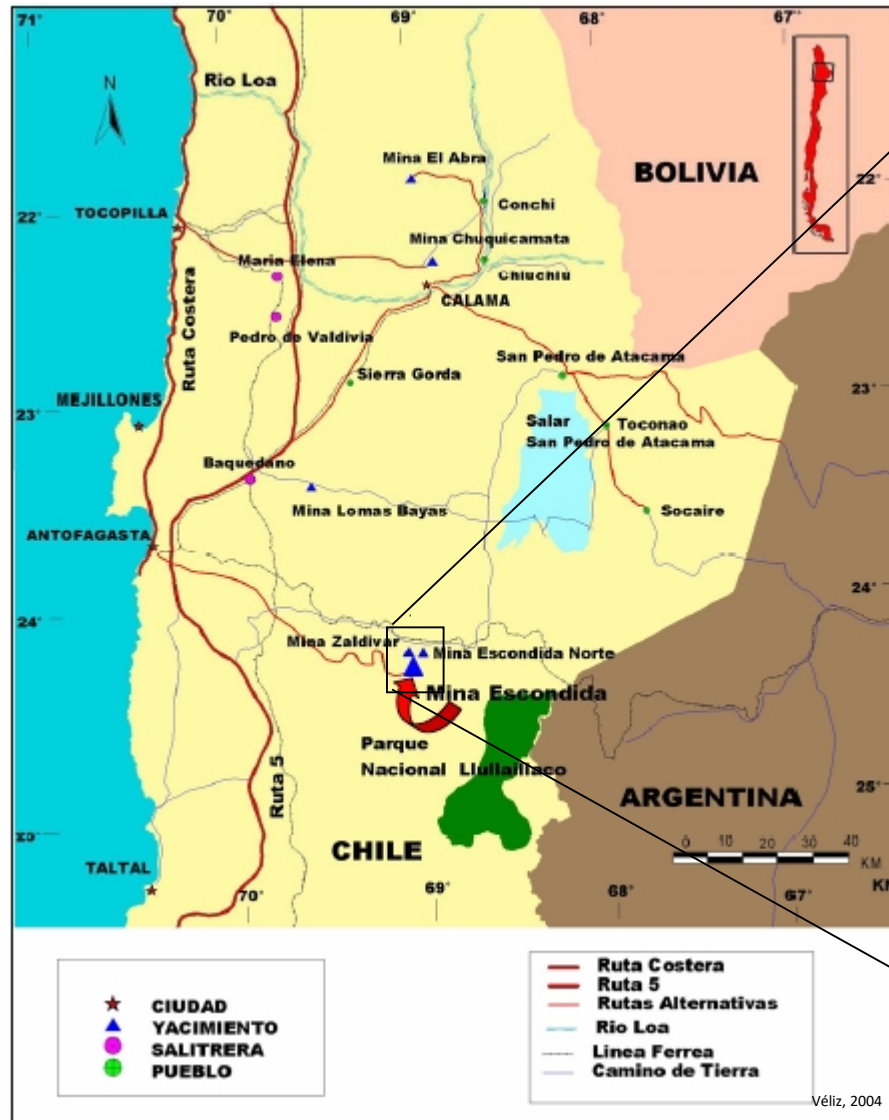 71°
70°
69°
68°
67°
N
Rio Loa
Mina El Abra
BOLIVIA
22°
22°
Conchi
TOCOPILLA
Mina Chuquicamata
Maria Elena
Chiuchiu
CALAMA
Ruta Costera
Pedro de Valdivia
San Pedro de Atacama
Sierra Gorda
23°
23°
MEJILLONES
Salar
San Pedro de Atacama
Toconao
Baquedano
Mina Lomas Bayas
Socaire
ANTOFAGASTA
24°
24°
Mina Zaldivar
Mina Escondida Norte
Mina Escondida
Parque
Nacional Llullaillaco
Ruta 5
25°
ARGENTINA
CHILE
0 10 20 30 40
KM
KM
TALTAL
70°
69°
68°
67°
CIUDAD
YACIMIENTO
SALITRERA
PUEBLO
Ruta Costera
Ruta 5
Rutas Alternativas
Rio Loa
Linea Ferrea
Camino de Tierra
Véliz, 2004